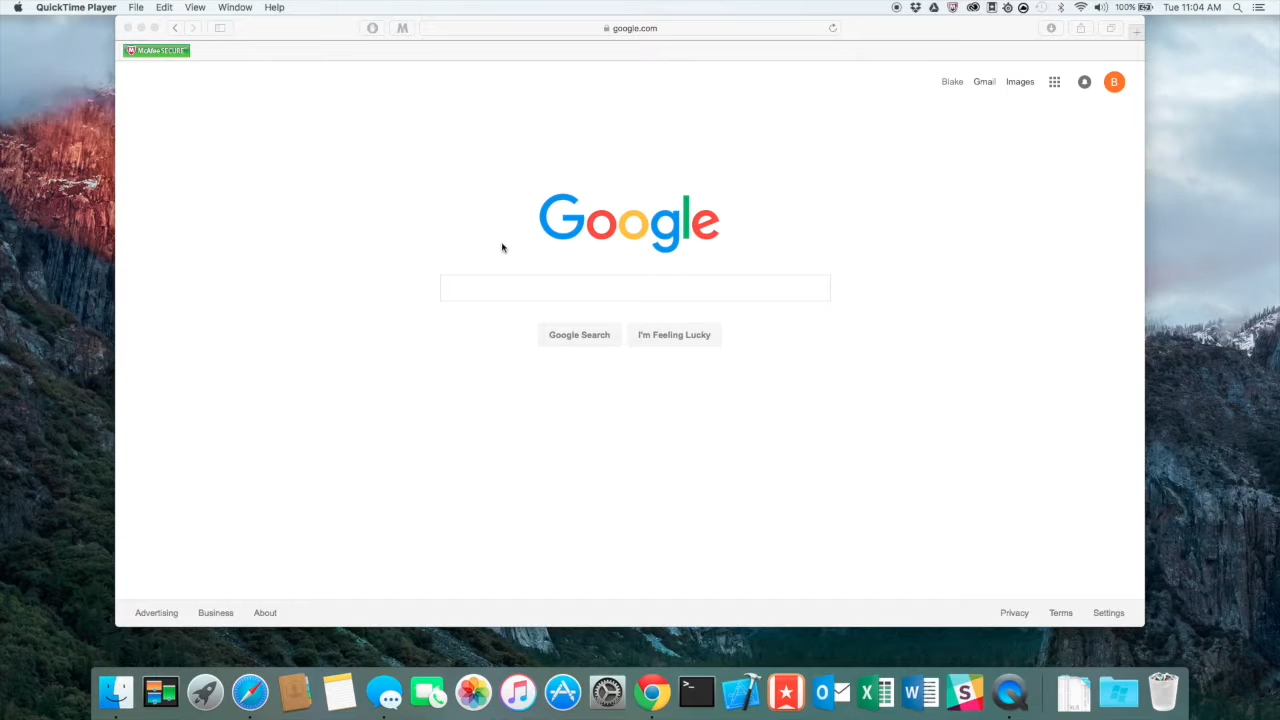 QuickTime Player File Edit View Window Help 100% Tue 11:04 AM
google.com
McAfee SECURE
Blake Gmail Images B
Google
Google Search I'm Feeling Lucky
Advertising Business About Privacy Terms Settings